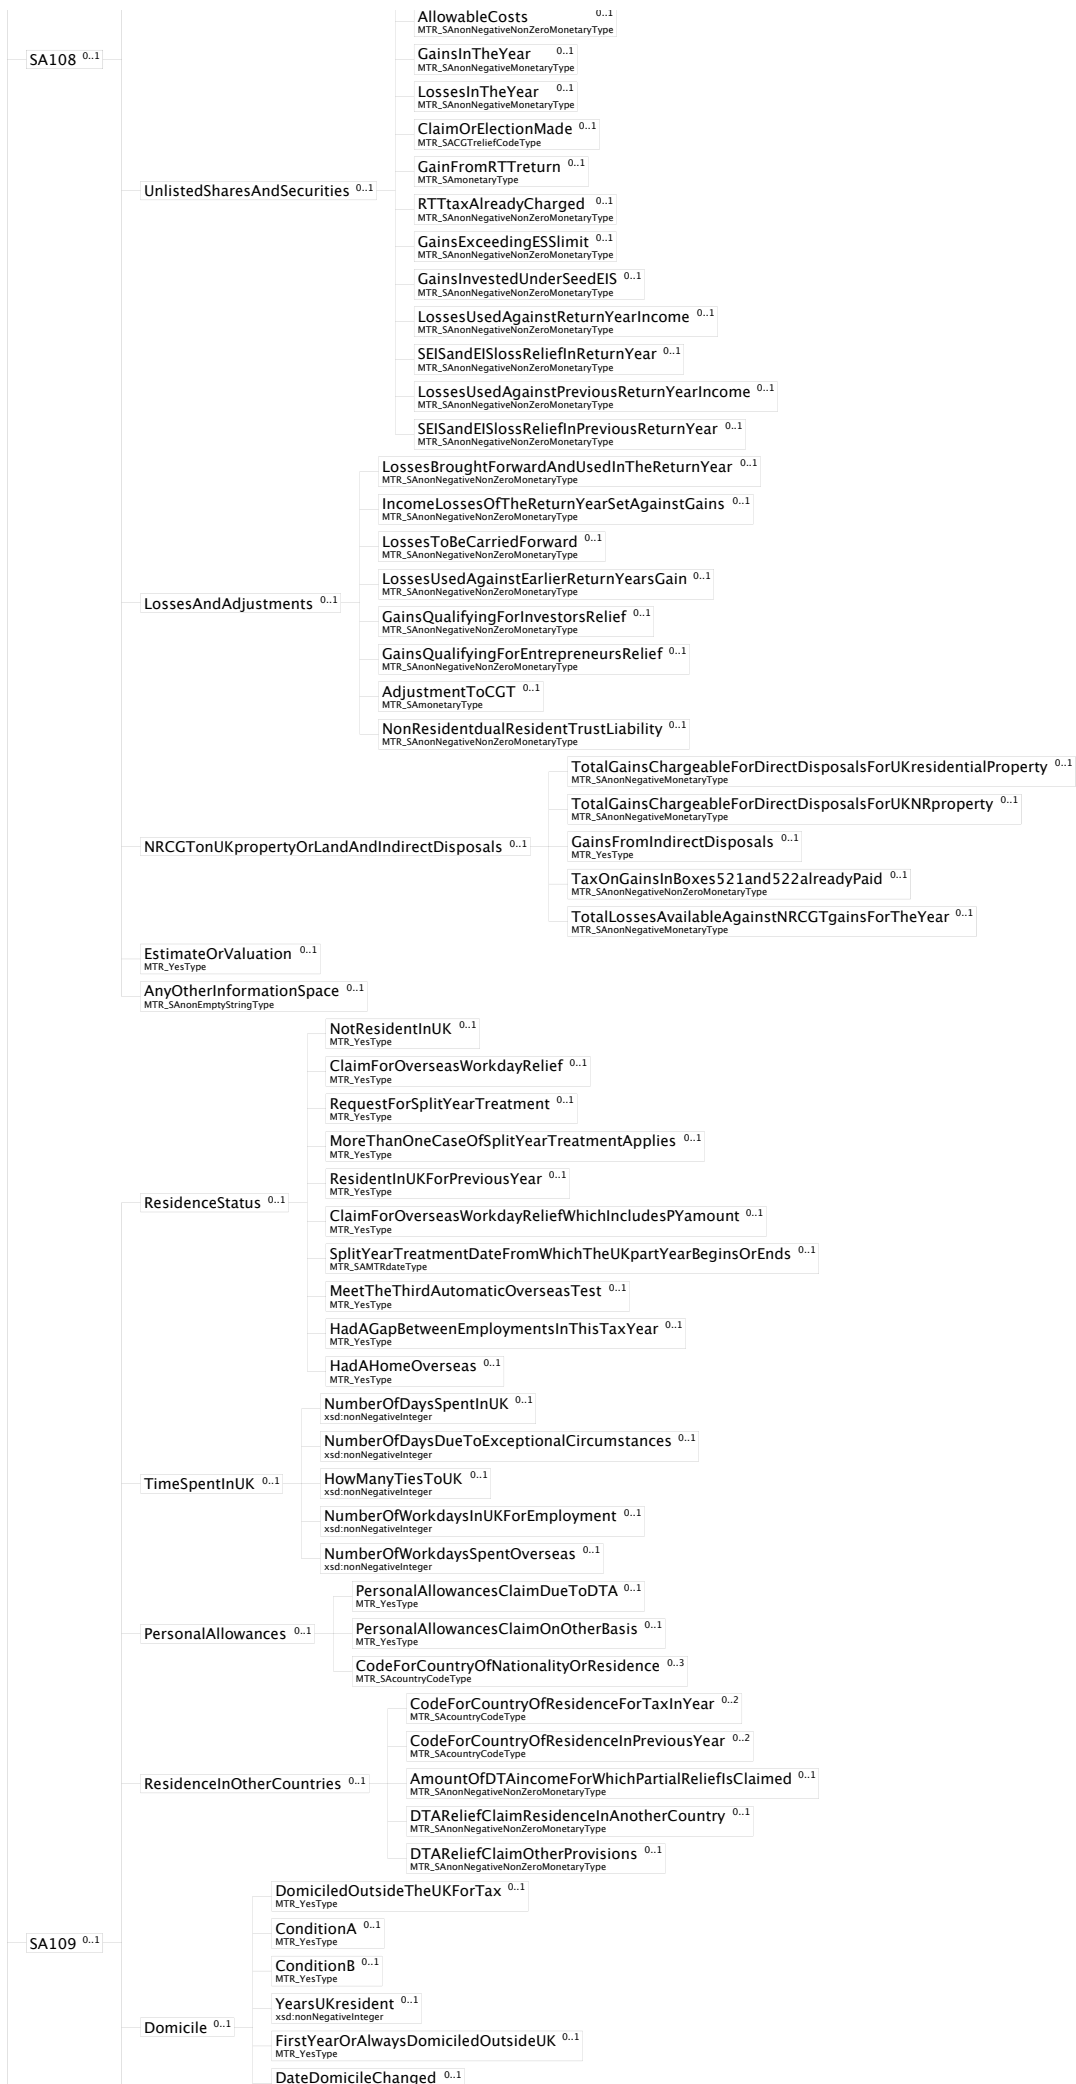 AllowableCosts 0..1
MTR_SAnonNegativeNonZeroMonetaryType
SA108 0..1
GainsInTheYear 0..1
MTR_SAnonNegativeMonetaryType
LossesInTheYear 0..1
MTR_SAnonNegativeMonetaryType
ClaimOrElectionMade 0..1
MTR_SACGTreliefCodeType
GainFromRTTreturn 0..1
MTR_SAmonetaryType
UnlistedSharesAndSecurities 0..1
RTTtaxAlreadyCharged 0..1
MTR_SAnonNegativeNonZeroMonetaryType
GainsExceedingESSlimit 0..1
MTR_SAnonNegativeNonZeroMonetaryType
GainsInvestedUnderSeedEIS 0..1
MTR_SAnonNegativeNonZeroMonetaryType
LossesUsedAgainstReturnYearIncome 0..1
MTR_SAnonNegativeNonZeroMonetaryType
SEISandEISlossReliefInReturnYear 0..1
MTR_SAnonNegativeNonZeroMonetaryType
LossesUsedAgainstPreviousReturnYearIncome 0..1
MTR_SAnonNegativeNonZeroMonetaryType
SEISandEISlossReliefInPreviousReturnYear 0..1
MTR_SAnonNegativeNonZeroMonetaryType
LossesBroughtForwardAndUsedInTheReturnYear 0..1
MTR_SAnonNegativeNonZeroMonetaryType
IncomeLossesOfTheReturnYearSetAgainstGains 0..1
MTR_SAnonNegativeNonZeroMonetaryType
LossesToBeCarriedForward 0..1
MTR_SAnonNegativeNonZeroMonetaryType
LossesUsedAgainstEarlierReturnYearsGain 0..1
MTR_SAnonNegativeNonZeroMonetaryType
LossesAndAdjustments 0..1
GainsQualifyingForInvestorsRelief 0..1
MTR_SAnonNegativeNonZeroMonetaryType
GainsQualifyingForEntrepreneursRelief 0..1
MTR_SAnonNegativeNonZeroMonetaryType
AdjustmentToCGT 0..1
MTR_SAmonetaryType
NonResidentdualResidentTrustLiability 0..1
MTR_SAnonNegativeNonZeroMonetaryType
TotalGainsChargeableForDirectDisposalsForUKresidentialProperty 0..1
MTR_SAnonNegativeMonetaryType
TotalGainsChargeableForDirectDisposalsForUKNRproperty 0..1
MTR_SAnonNegativeMonetaryType
NRCGTonUKpropertyOrLandAndIndirectDisposals 0..1
GainsFromIndirectDisposals 0..1
MTR_YesType
TaxOnGainsInBoxes521and522alreadyPaid 0..1
MTR_SAnonNegativeNonZeroMonetaryType
TotalLossesAvailableAgainstNRCGTgainsForTheYear 0..1
MTR_SAnonNegativeMonetaryType
EstimateOrValuation 0..1
MTR_YesType
AnyOtherInformationSpace 0..1
MTR_SAnonEmptyStringType
NotResidentInUK 0..1
MTR_YesType
ClaimForOverseasWorkdayRelief 0..1
MTR_YesType
RequestForSplitYearTreatment 0..1
MTR_YesType
MoreThanOneCaseOfSplitYearTreatmentApplies 0..1
MTR_YesType
ResidentInUKForPreviousYear 0..1
MTR_YesType
ResidenceStatus 0..1
ClaimForOverseasWorkdayReliefWhichIncludesPYamount 0..1
MTR_YesType
SplitYearTreatmentDateFromWhichTheUKpartYearBeginsOrEnds 0..1
MTR_SAMTRdateType
MeetTheThirdAutomaticOverseasTest 0..1
MTR_YesType
HadAGapBetweenEmploymentsInThisTaxYear 0..1
MTR_YesType
HadAHomeOverseas 0..1
MTR_YesType
NumberOfDaysSpentInUK 0..1
xsd:nonNegativeInteger
NumberOfDaysDueToExceptionalCircumstances 0..1
xsd:nonNegativeInteger
TimeSpentInUK 0..1
HowManyTiesToUK 0..1
xsd:nonNegativeInteger
NumberOfWorkdaysInUKForEmployment 0..1
xsd:nonNegativeInteger
NumberOfWorkdaysSpentOverseas 0..1
xsd:nonNegativeInteger
PersonalAllowancesClaimDueToDTA 0..1
MTR_YesType
PersonalAllowances 0..1
PersonalAllowancesClaimOnOtherBasis 0..1
MTR_YesType
CodeForCountryOfNationalityOrResidence 0..3
MTR_SAcountryCodeType
CodeForCountryOfResidenceForTaxInYear 0..2
MTR_SAcountryCodeType
CodeForCountryOfResidenceInPreviousYear 0..2
MTR_SAcountryCodeType
ResidenceInOtherCountries 0..1
AmountOfDTAincomeForWhichPartialReliefIsClaimed 0..1
MTR_SAnonNegativeNonZeroMonetaryType
DTAReliefClaimResidenceInAnotherCountry 0..1
MTR_SAnonNegativeNonZeroMonetaryType
DTAReliefClaimOtherProvisions 0..1
MTR_SAnonNegativeNonZeroMonetaryType
DomiciledOutsideTheUKForTax 0..1
MTR_YesType
SA109 0..1
ConditionA 0..1
MTR_YesType
ConditionB 0..1
MTR_YesType
YearsUKresident 0..1
xsd:nonNegativeInteger
Domicile 0..1
FirstYearOrAlwaysDomiciledOutsideUK 0..1
MTR_YesType
DateDomicileChanged 0..1